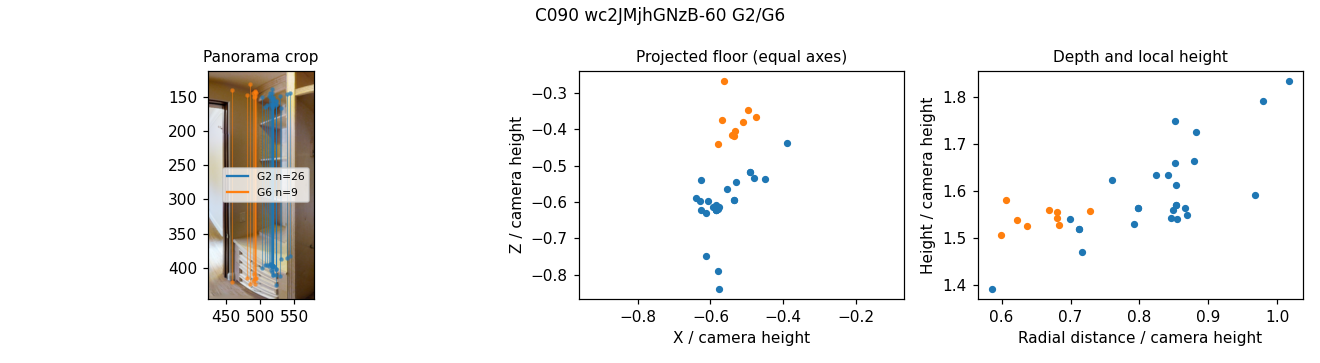 C090 wc2JMjhGNzB-60 G2/G6
Panorama crop
150
200
250
300
350
400
450 500 550
G2 n=26
G6 n=9
Projected floor (equal axes)
Z / camera height
−0.3
−0.4
−0.5
−0.6
−0.7
−0.8
−0.8 −0.6 −0.4 −0.2
X / camera height
Depth and local height
Height / camera height
1.8
1.7
1.6
1.5
1.4
0.6 0.7 0.8 0.9 1.0
Radial distance / camera height